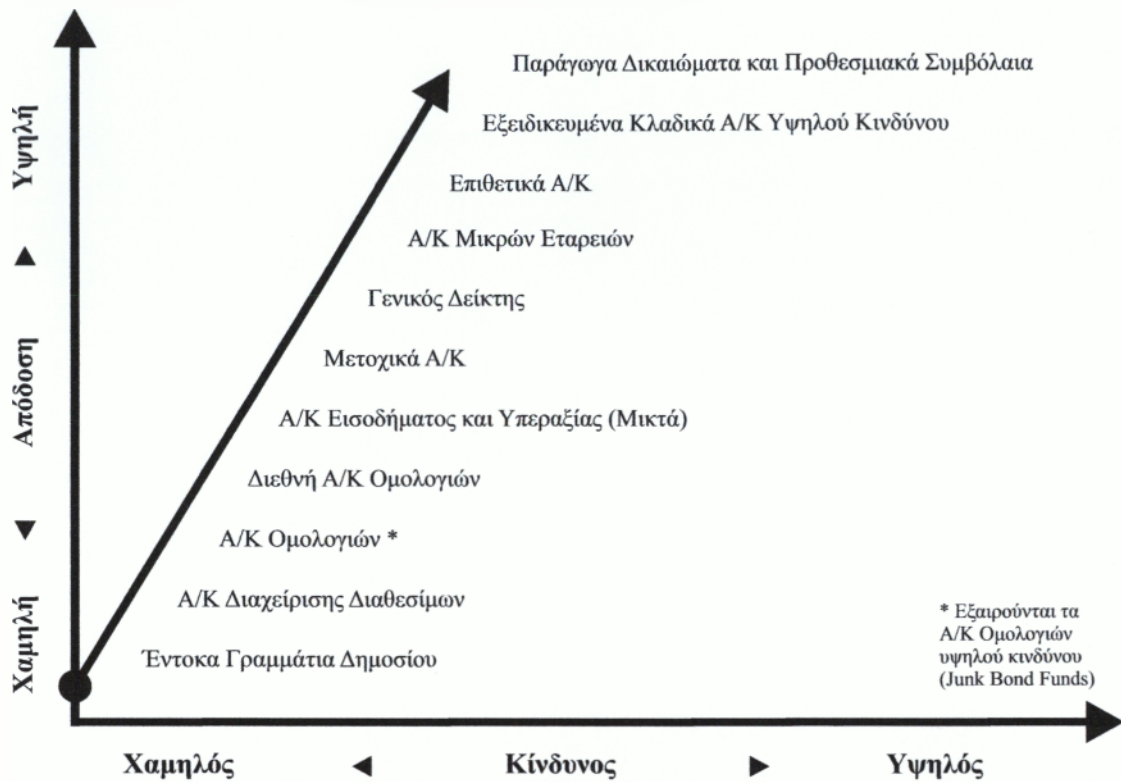 Παράγωγα Δικαιώματα και Προθεσμιακά Συμβόλαια
Εξειδικευμένα Κλαδικά Α/Κ Υψηλού Κινδύνου
Επιθετικά Α/Κ
Α/Κ Μικρών Εταρειών
Γενικός Δείκτης
Μετοχικά Α/Κ
Α/Κ Εισοδήματος και Υπεραξίας (Μικτά)
Διεθνή Α/Κ Ομολογιών
Α/Κ Ομολογιών *
Α/Κ Διαχείρισης Διαθεσίμων
Έντοκα Γραμμάτια Δημοσίου
* Εξαιρούνται τα
Α/Κ Ομολογιών
υψηλού κινδύνου
(Junk Bond Funds)
Χαμηλή ◄ Απόδοση ► Υψηλή
Χαμηλός ◄ Κίνδυνος ► Υψηλός